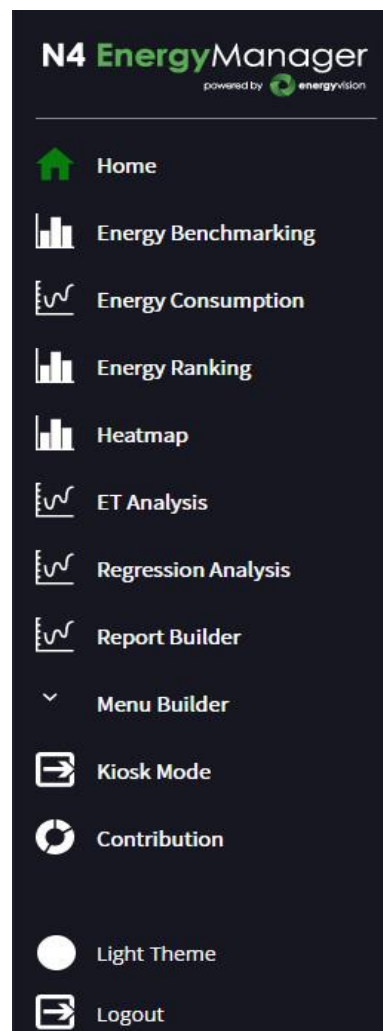 N4 EnergyManager
powered by energyvision
Home
Energy Benchmarking
Energy Consumption
Energy Ranking
Heatmap
ET Analysis
Regression Analysis
Report Builder
Menu Builder
Kiosk Mode
Contribution
Light Theme
Logout